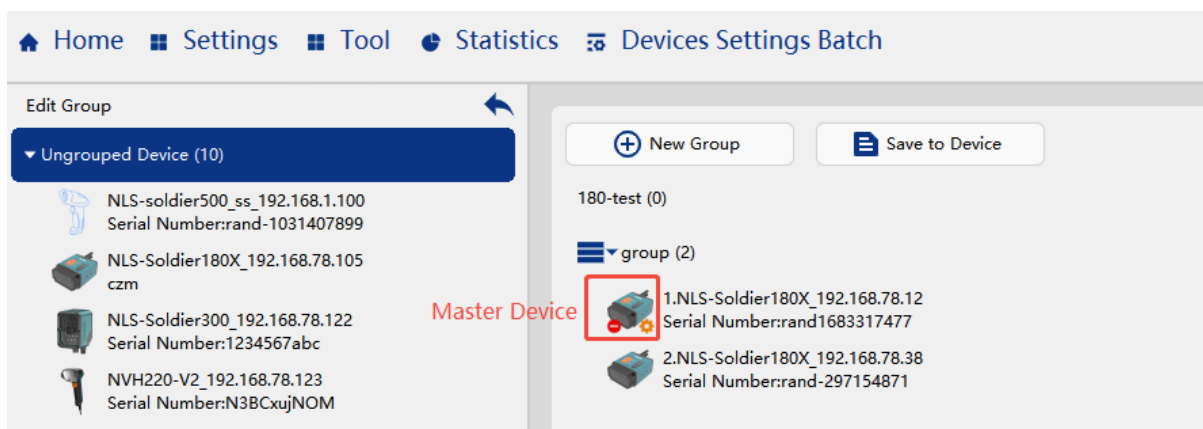 Home Settings Tool Statistics Devices Settings Batch
Edit Group
Ungrouped Device (10)
NLS-soldier500_ss_192.168.1.100
Serial Number:rand-1031407899
NLS-Soldier180X_192.168.78.105
czm
NLS-Soldier300_192.168.78.122
Serial Number:1234567abc
NVH220-V2_192.168.78.123
Serial Number:N3BCxujNOM
New Group Save to Device
180-test (0)
group (2)
Master Device
1.NLS-Soldier180X_192.168.78.12
Serial Number:rand1683317477
2.NLS-Soldier180X_192.168.78.38
Serial Number:rand-297154871